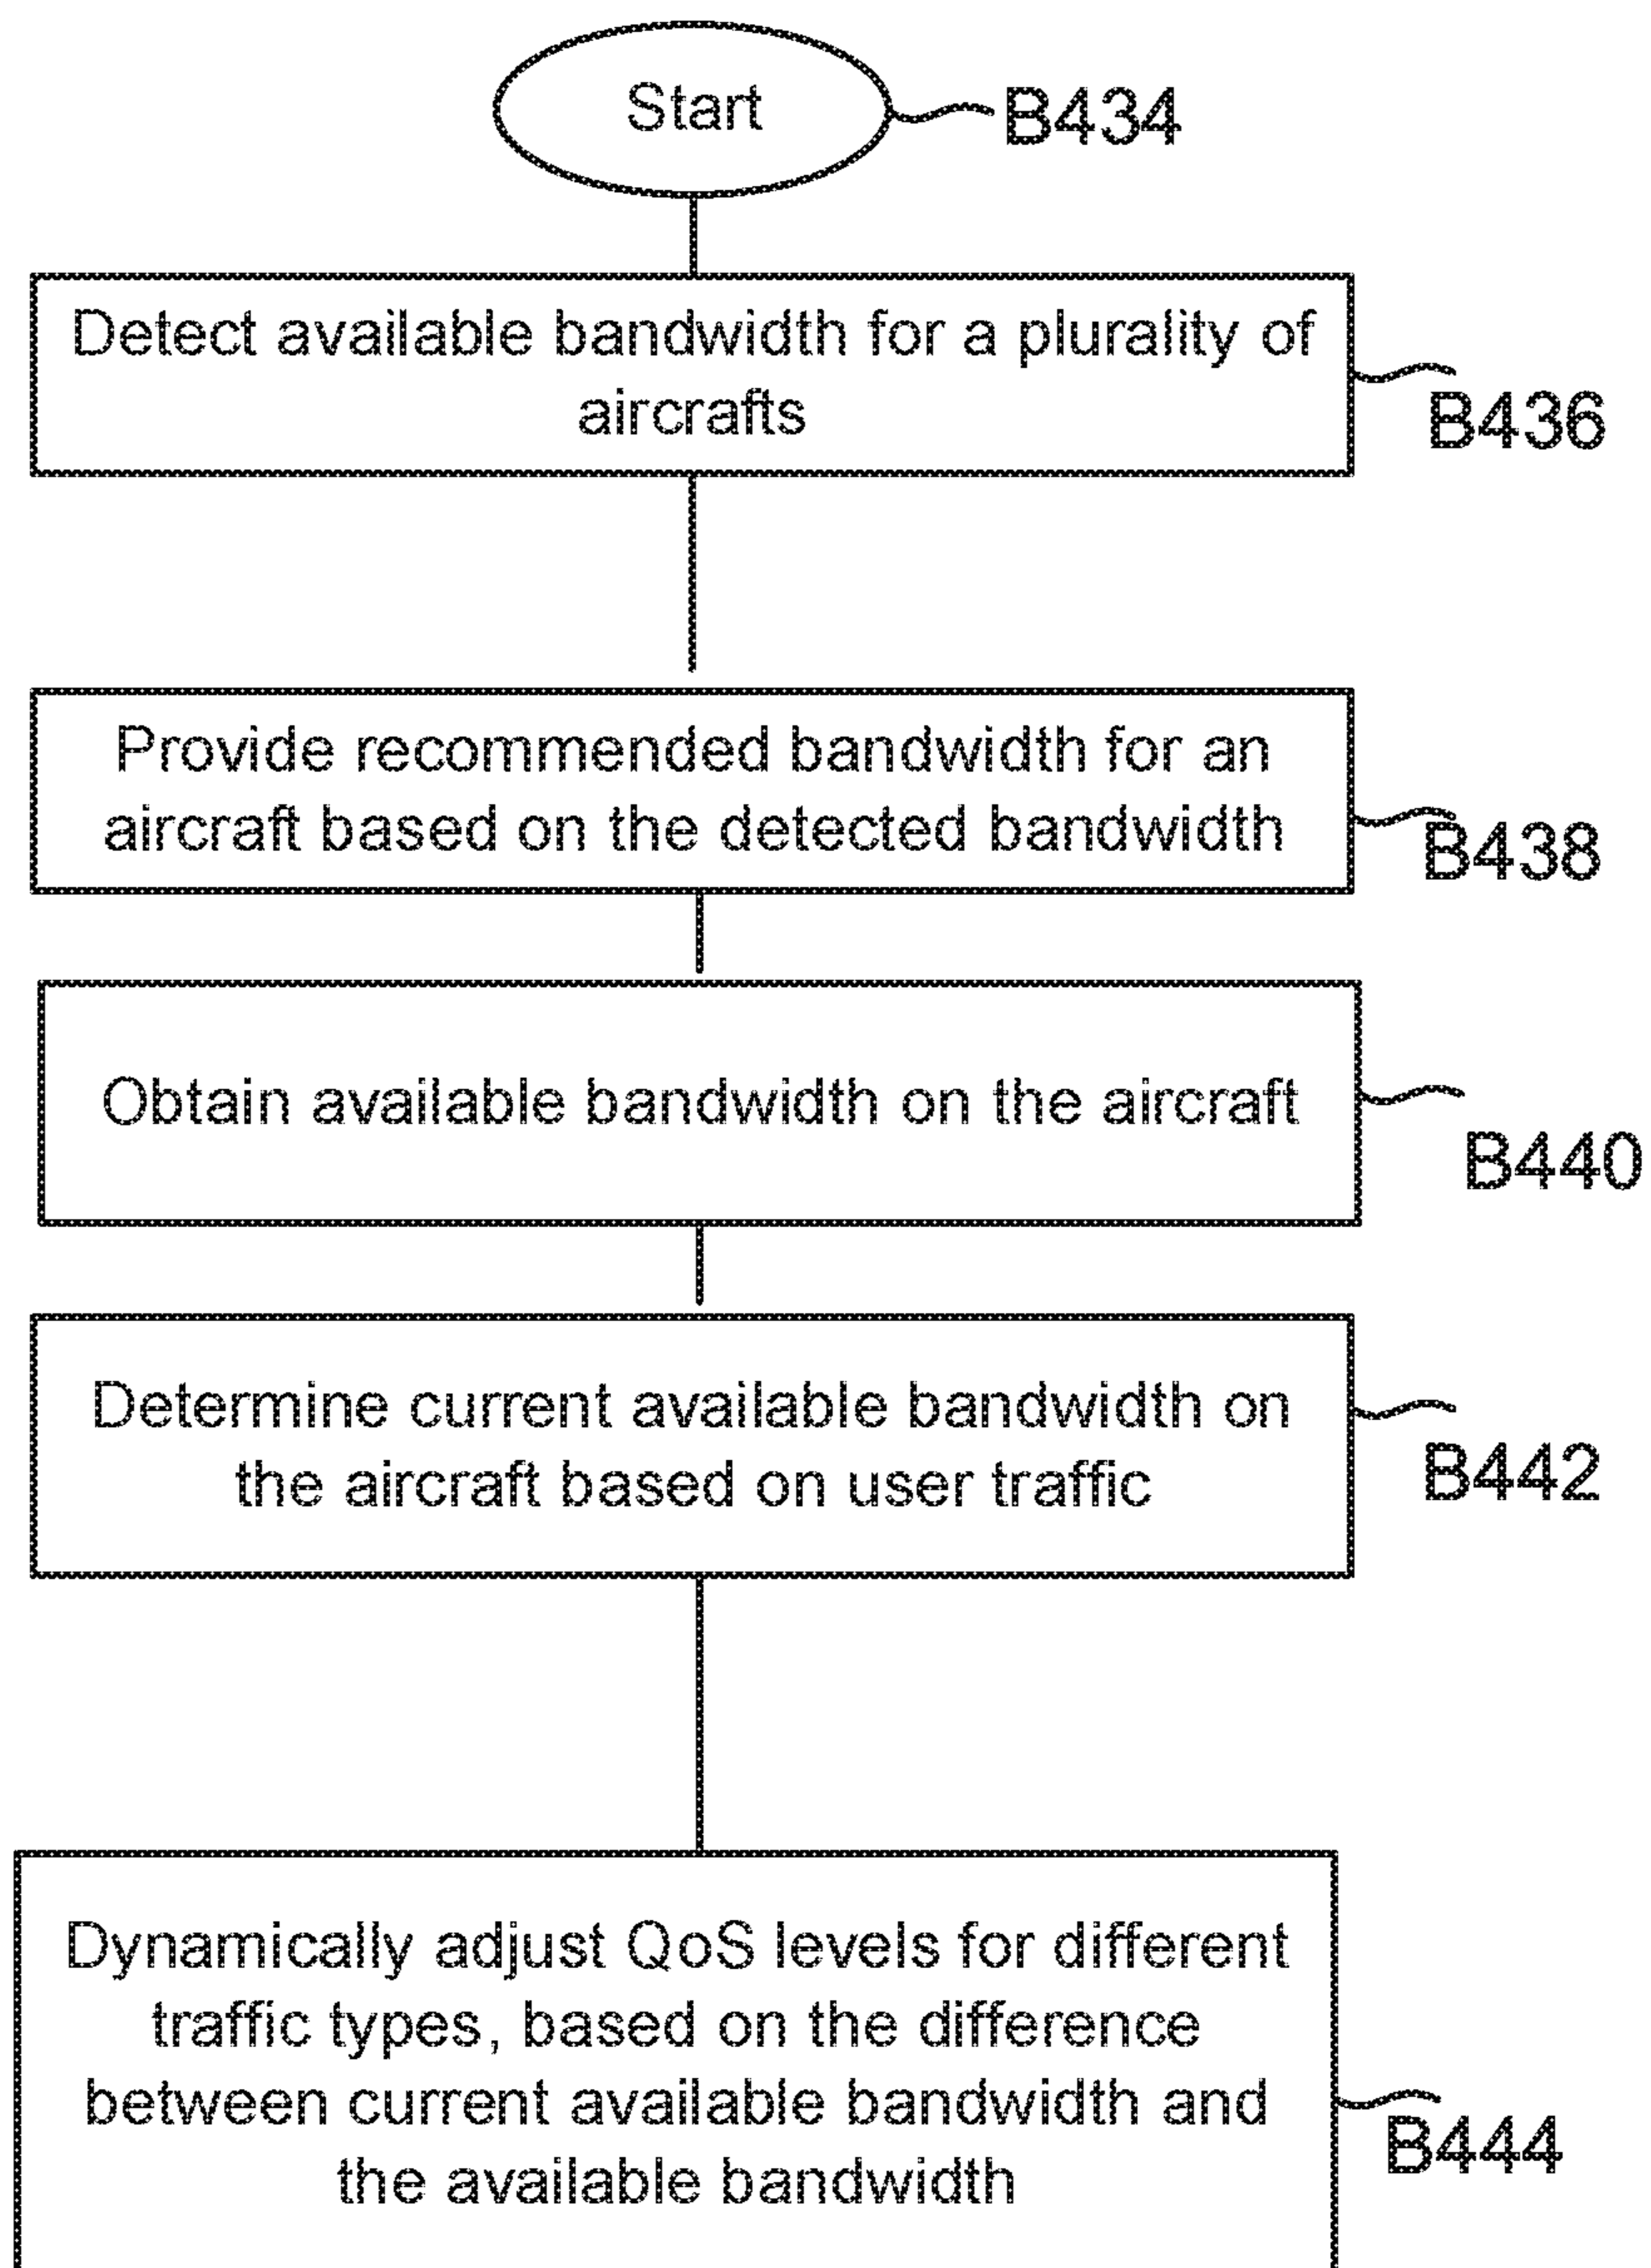 Start
B434
Detect available bandwidth for a plurality of
aircrafts
B436
Provide recommended bandwidth for an
aircraft based on the detected bandwidth
B438
Obtain available bandwidth on the aircraft
B440
Determine current available bandwidth on
the aircraft based on user traffic
B442
Dynamically adjust QoS levels for different
traffic types, based on the difference
between current available bandwidth and
the available bandwidth
B444